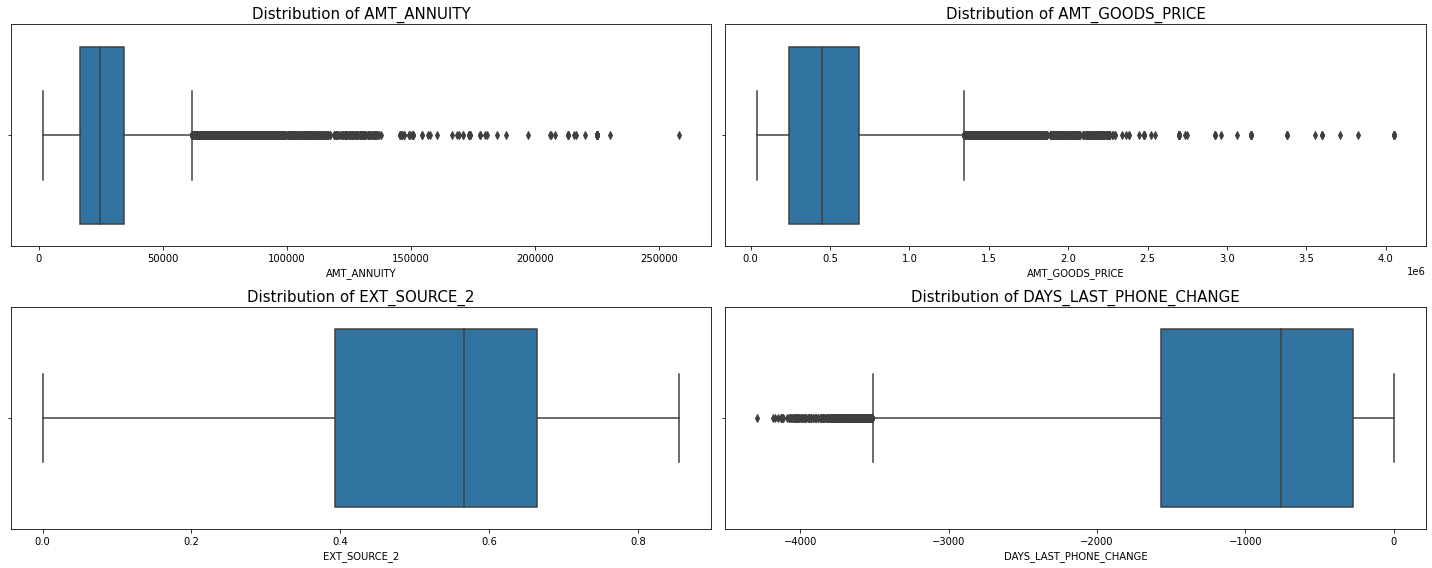 Distribution of AMT_ANNUITY
0 50000 100000 150000 200000 250000
AMT_ANNUITY
Distribution of AMT_GOODS_PRICE
0.0 0.5 1.0 1.5 2.0 2.5 3.0 3.5 4.0
1e6
AMT_GOODS_PRICE
Distribution of EXT_SOURCE_2
0.0 0.2 0.4 0.6 0.8
EXT_SOURCE_2
Distribution of DAYS_LAST_PHONE_CHANGE
−4000 −3000 −2000 −1000 0
DAYS_LAST_PHONE_CHANGE